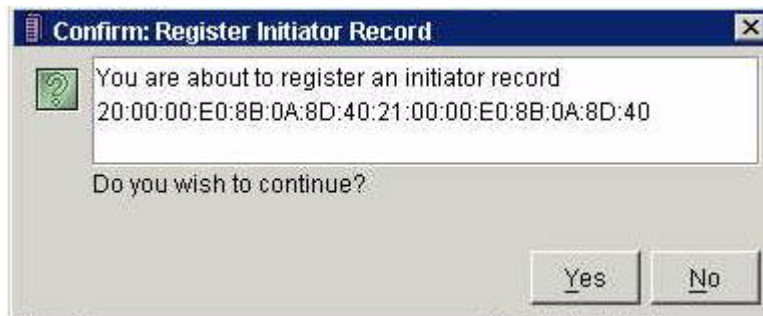 Confirm: Register Initiator Record
You are about to register an initiator record
20:00:00:E0:8B:0A:8D:40:21:00:00:E0:8B:0A:8D:40
Do you wish to continue?
Yes No